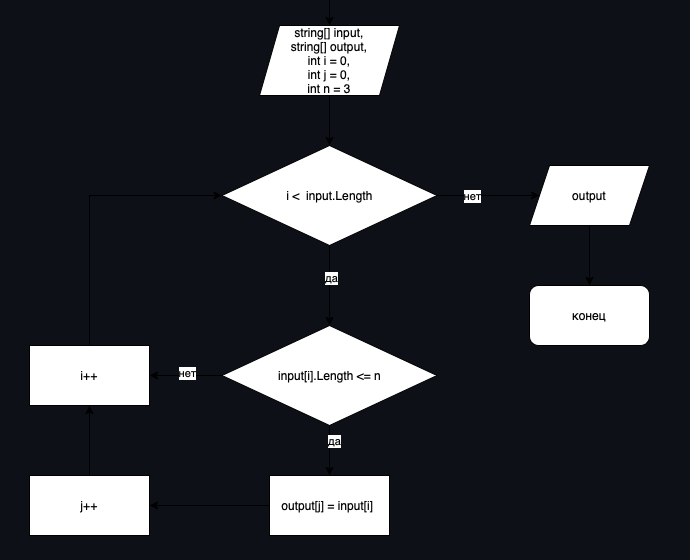 string[] input,
string[] output,
int i = 0,
int j = 0,
int n = 3
i < input.Length
нет
output
да
конец
input[i].Length <= n
нет
i++
да
output[j] = input[i]
j++